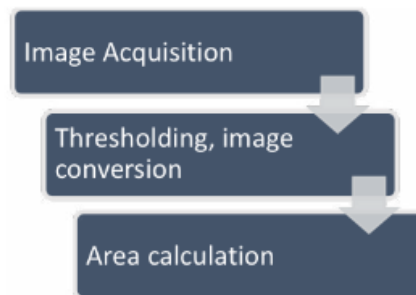 Image Acquisition
Thresholding, image
conversion
Area calculation